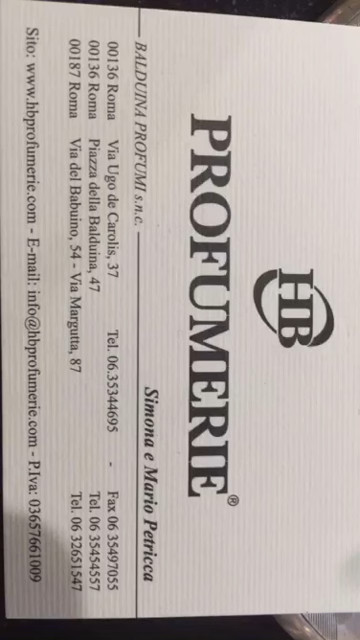 HB
PROFUMERIE®
Simona e Mario Petricca
BALDUINA PROFUMI s.n.c.
00136 Roma Via Ugo de Carolis, 37 Tel. 06.35344695 - Fax 06 35497055
00136 Roma Piazza della Balduina, 47 Tel. 06 35454557
00187 Roma Via del Babuino, 54 - Via Margutta, 87 Tel. 06 32651547
Sito: www.hbprofumerie.com - E-mail: info@hbprofumerie.com - P.Iva: 03657661009